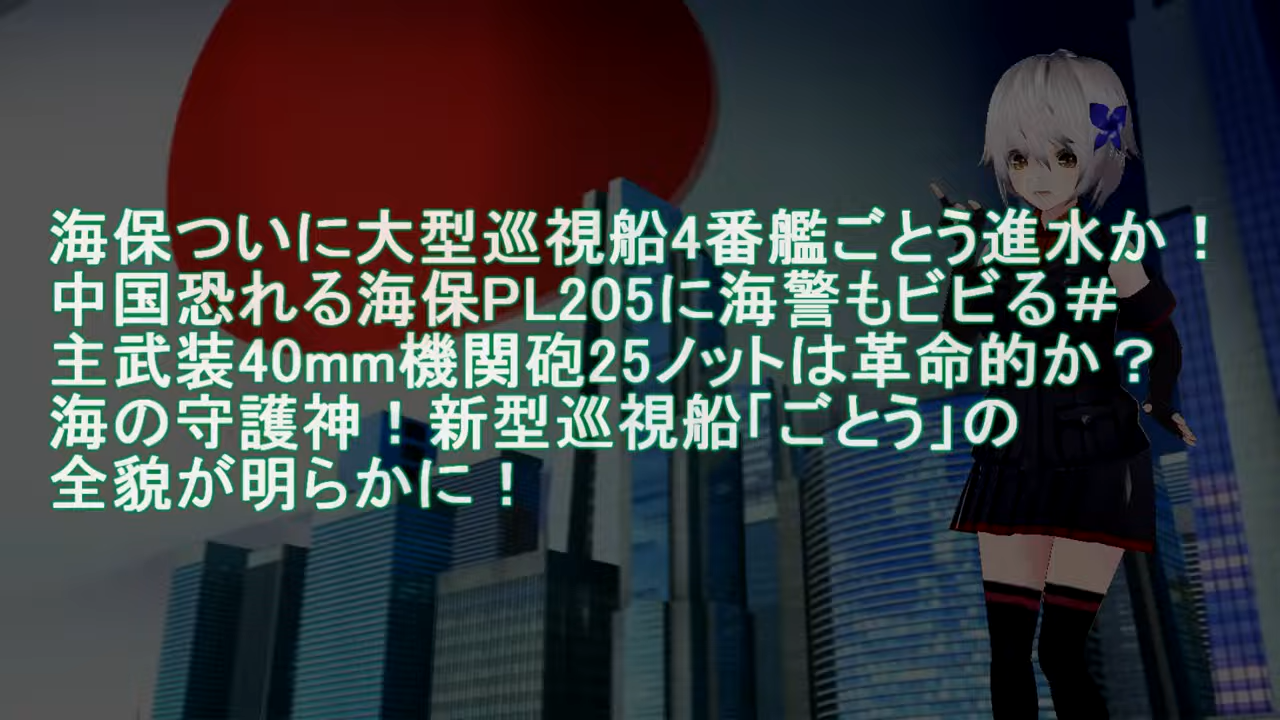 海保ついに大型巡視船4番艦ごとう進水か！
中国恐れる海保PL205に海警もビビる＃
主武装40mm機関砲25ノットは革命的か？
海の守護神！新型巡視船｢ごとう｣の
全貌が明らかに！